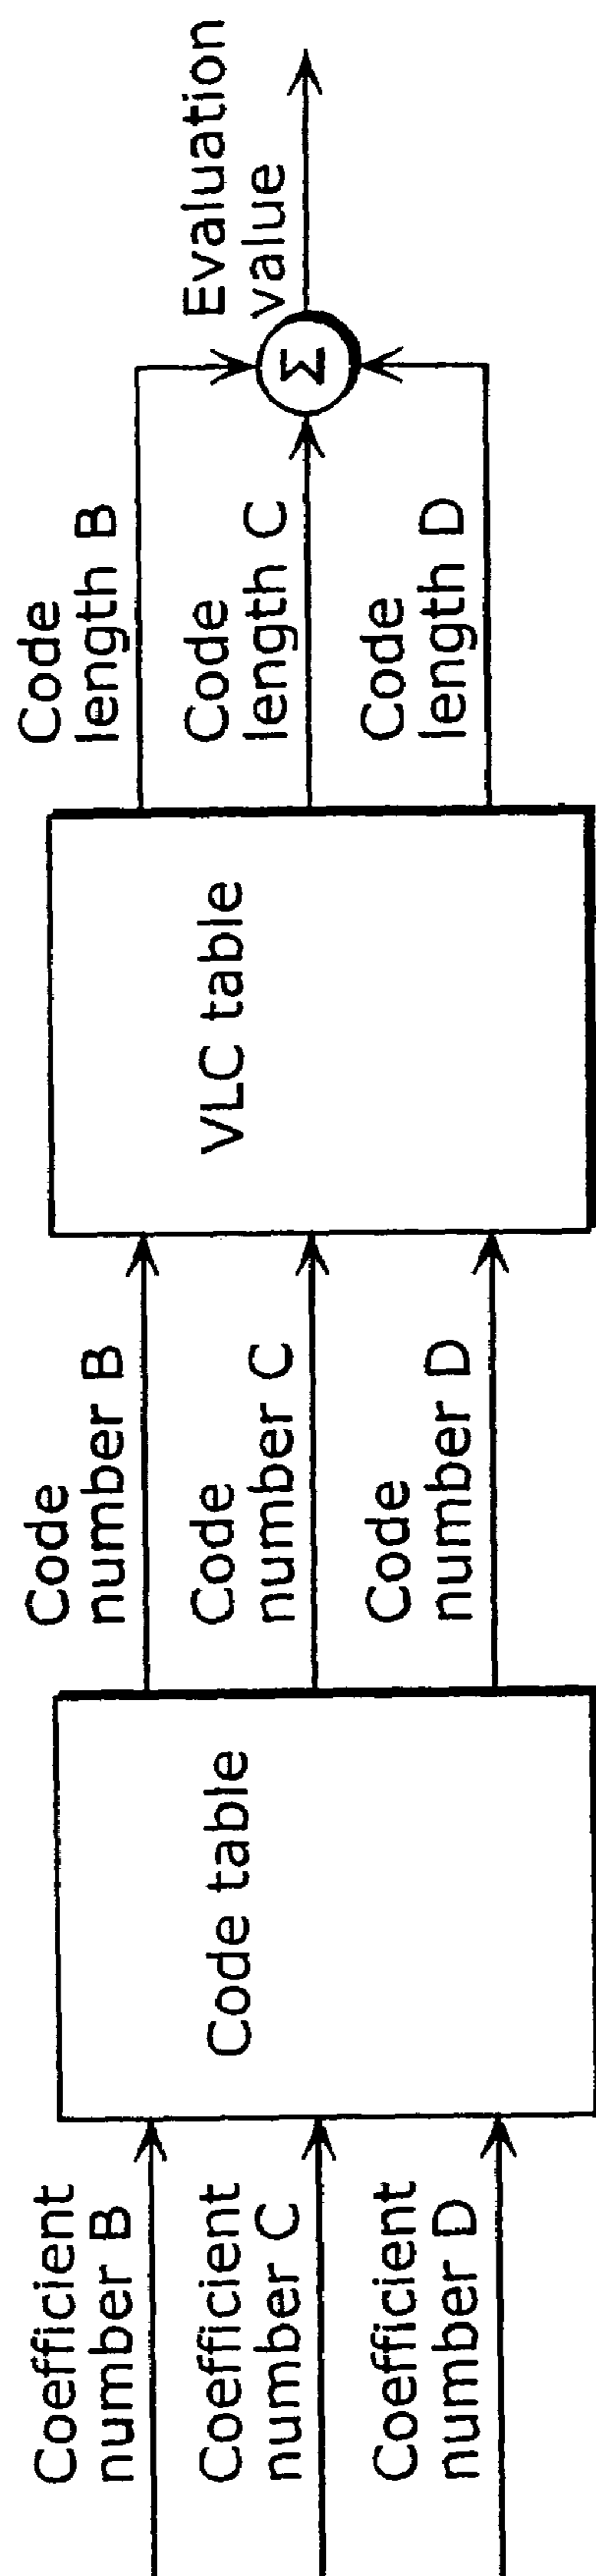 Coefficient
number B
Coefficient
number C
Coefficient
number D
Code table
Code
number B
Code
number C
Code
number D
VLC table
Code
length B
Code
length C
Code
length D
Σ
Evaluation
value